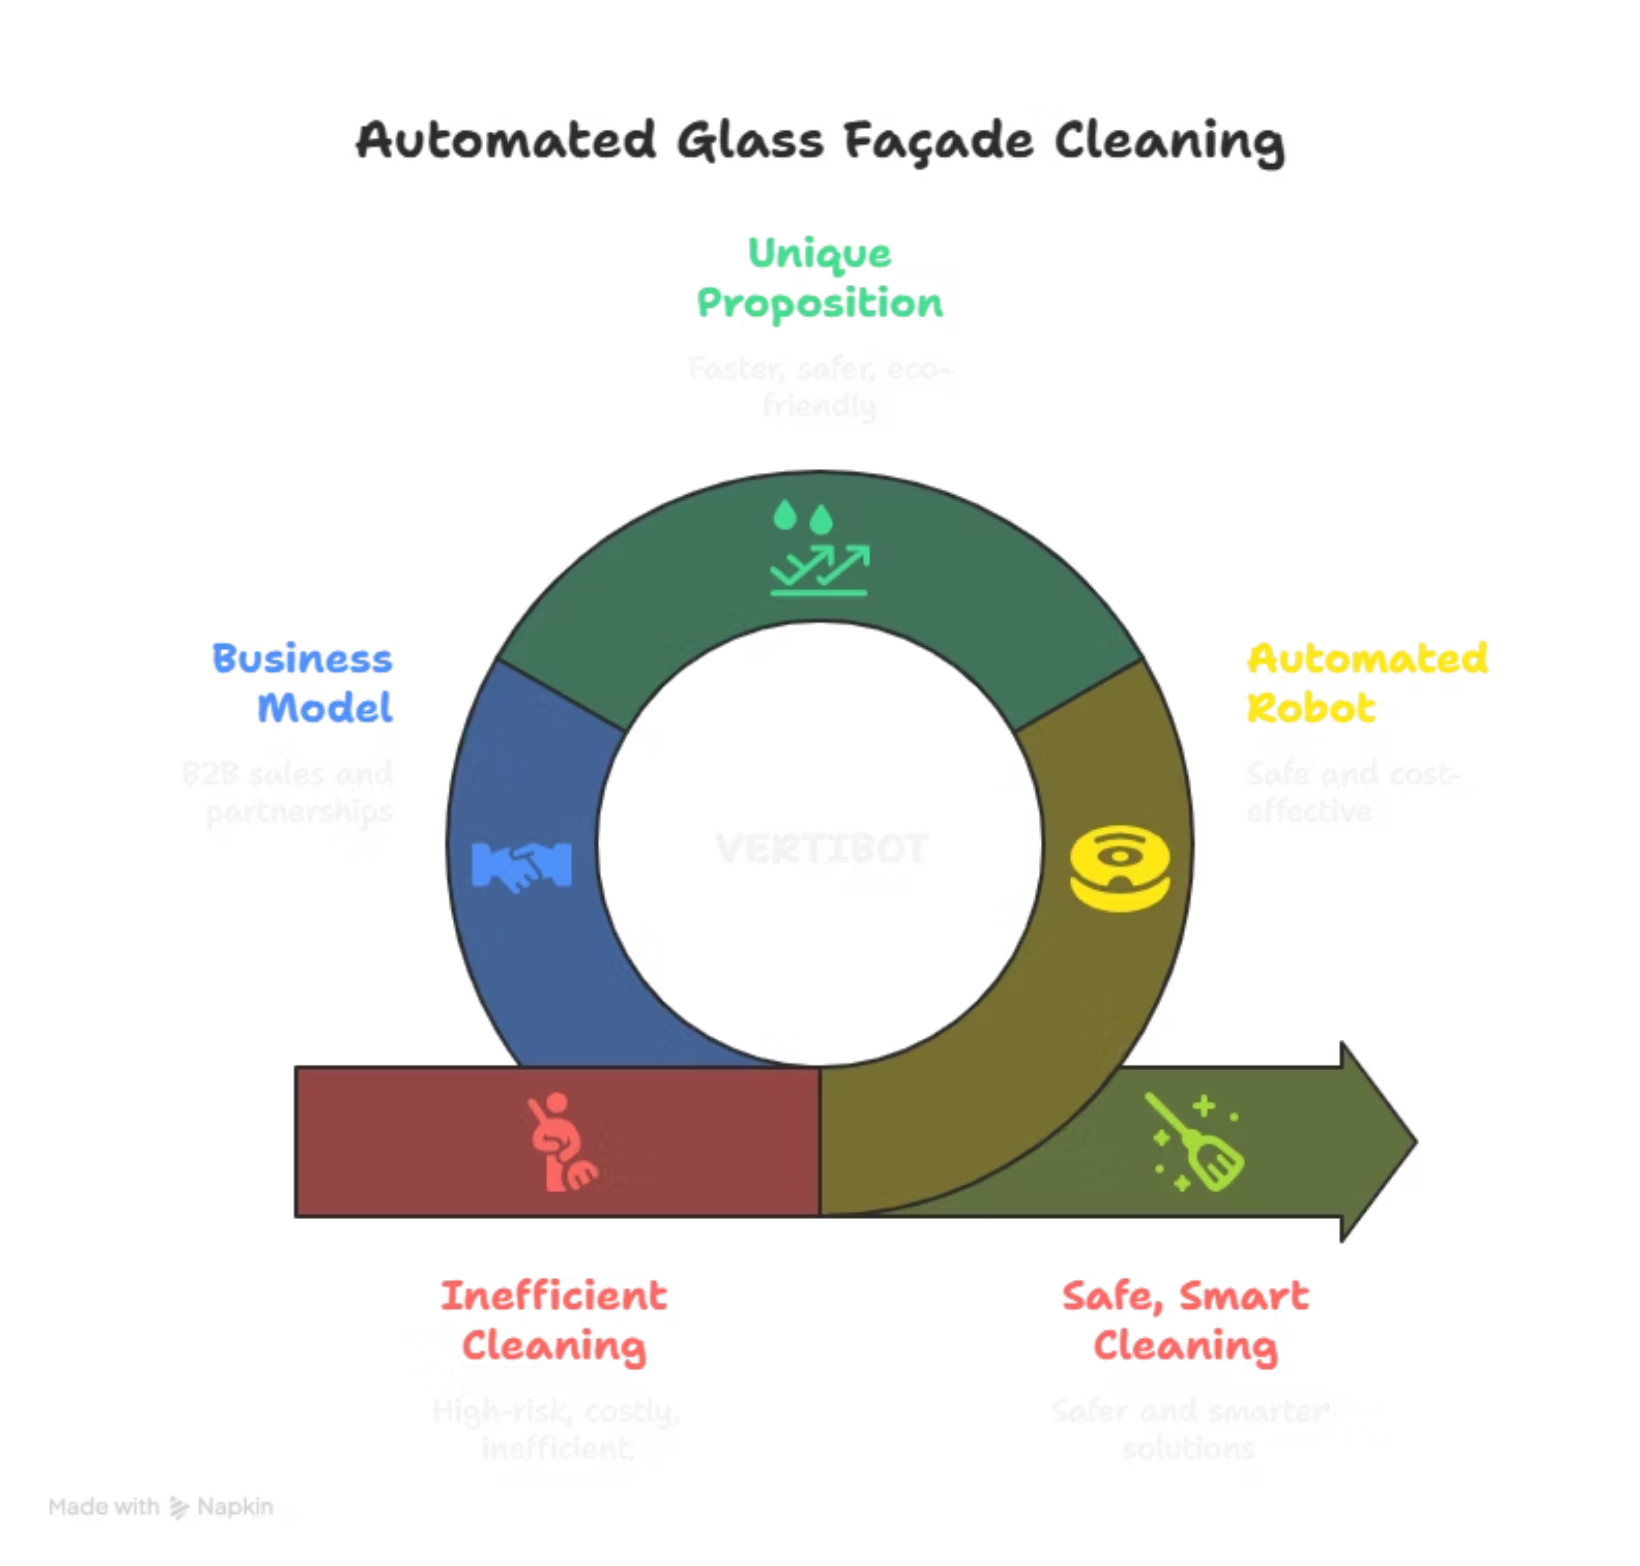 Automated Glass Façade Cleaning
Unique
Proposition
Faster, safer, eco-
friendly
Business
Model
B2B sales and
partnerships
Automated
Robot
Safe and cost-
effective
VERTIBOT
Inefficient
Cleaning
High-risk, costly,
inefficient
Safe, Smart
Cleaning
Safer and smarter
solutions
Made with Napkin